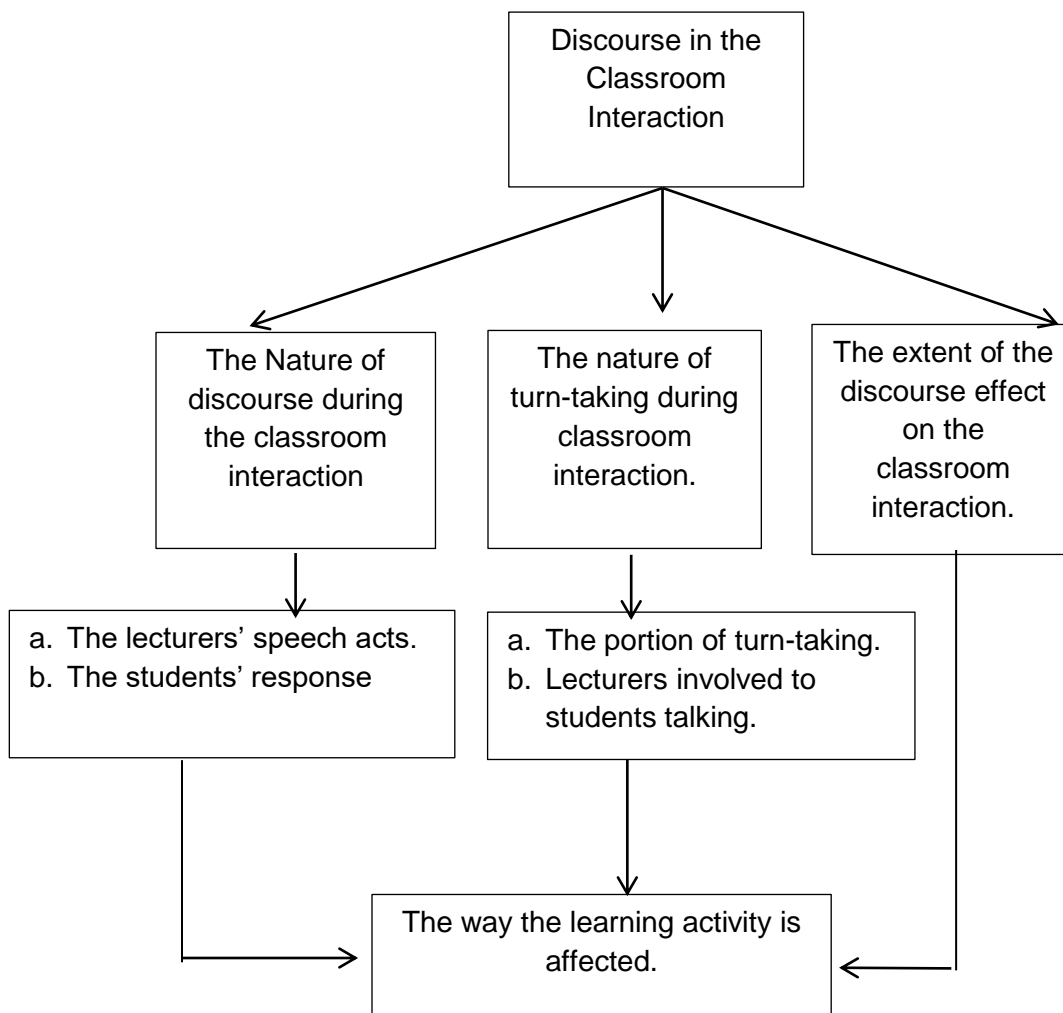 Discourse in the
Classroom
Interaction
The Nature of
discourse during
the classroom
interaction
The nature of
turn-taking during
classroom
interaction.
The extent of the
discourse effect
on the
classroom
interaction.
a. The lecturers’ speech acts.
b. The students’ response
a. The portion of turn-taking.
b. Lecturers involved to
students talking.
The way the learning activity is
affected.